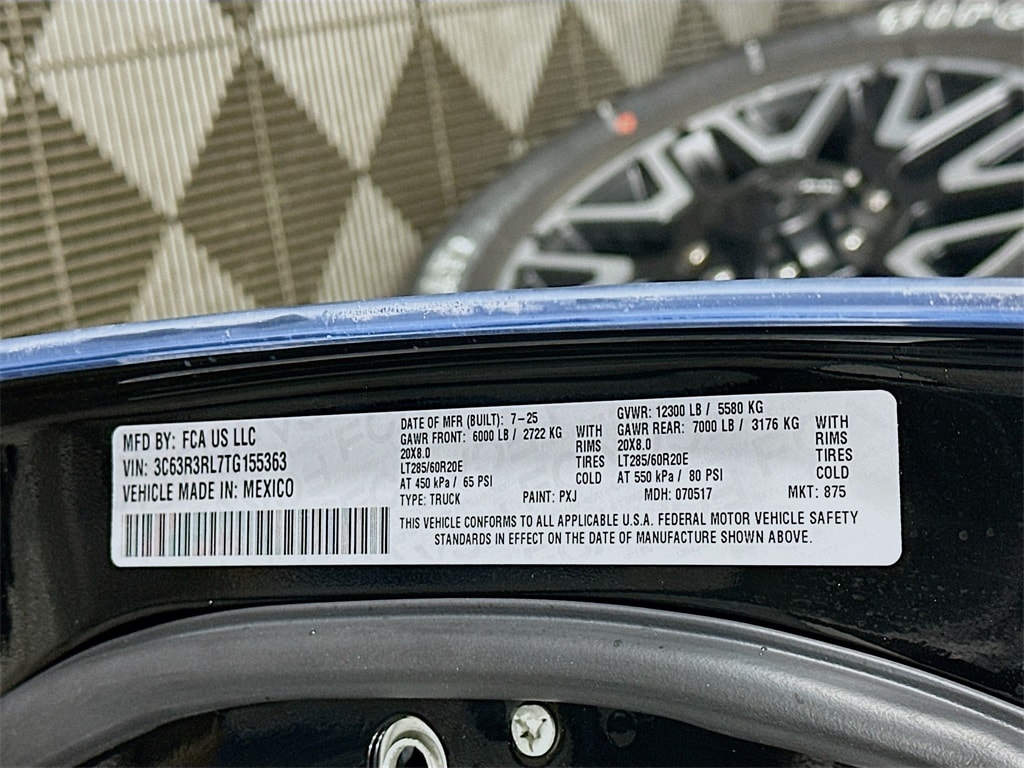 MFD BY: FCA US LLC
VIN: 3C63R3RL7TG155363
VEHICLE MADE IN: MEXICO
DATE OF MFR (BUILT): 7-25
GAWR FRONT: 6000 LB / 2722 KG
20X8.0
LT285/60R20E
AT 450 kPa / 65 PSI
WITH
RIMS
TIRES
COLD
GVWR: 12300 LB / 5580 KG
GAWR REAR: 7000 LB / 3176 KG
20X8.0
LT285/60R20E
AT 550 kPa / 80 PSI
WITH
RIMS
TIRES
COLD
TYPE: TRUCK PAINT: PXJ MDH: 070517 MKT: 875
THIS VEHICLE CONFORMS TO ALL APPLICABLE U.S.A. FEDERAL MOTOR VEHICLE SAFETY
STANDARDS IN EFFECT ON THE DATE OF MANUFACTURE SHOWN ABOVE.